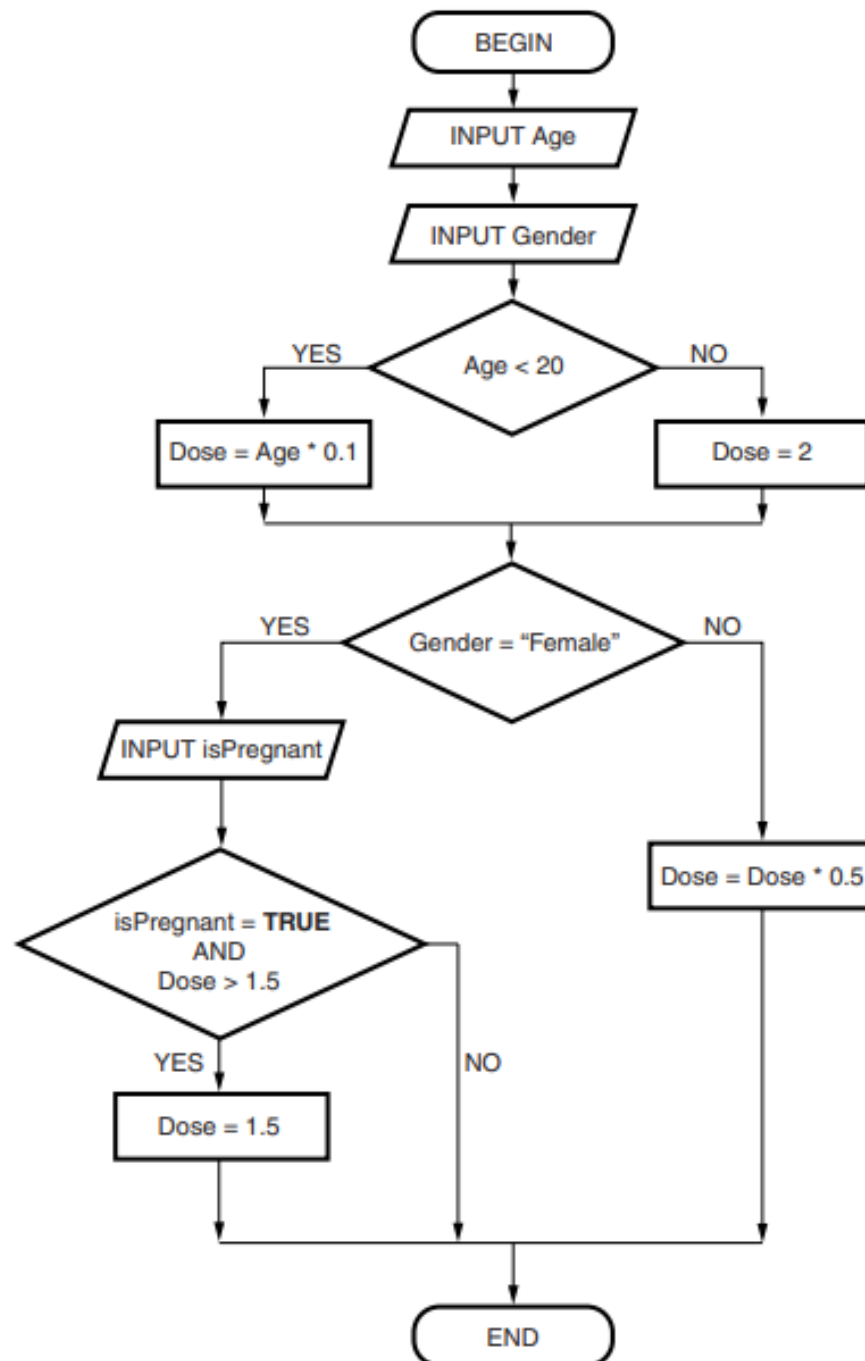 BEGIN
INPUT Age
INPUT Gender
YES
Age < 20
NO
Dose = Age * 0.1
Dose = 2
YES
Gender = “Female”
NO
INPUT isPregnant
Dose = Dose * 0.5
isPregnant = TRUE
AND
Dose > 1.5
YES
NO
Dose = 1.5
END